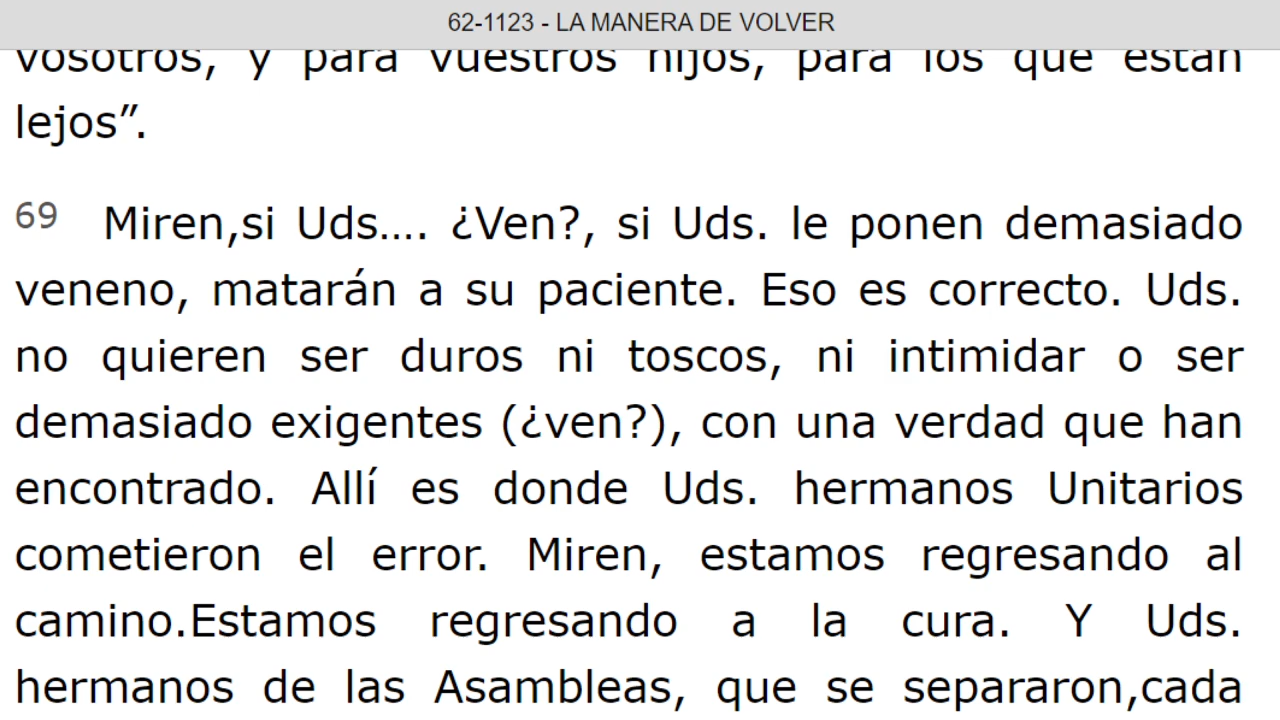 62-1123 - LA MANERA DE VOLVER
vosotros, y para vuestros hijos, para los que están
lejos”.
69 Miren,si Uds.... ¿Ven?, si Uds. le ponen demasiado
veneno, matarán a su paciente. Eso es correcto. Uds.
no quieren ser duros ni toscos, ni intimidar o ser
demasiado exigentes (¿ven?), con una verdad que han
encontrado. Allí es donde Uds. hermanos Unitarios
cometieron el error. Miren, estamos regresando al
camino.Estamos regresando a la cura. Y Uds.
hermanos de las Asambleas, que se separaron,cada